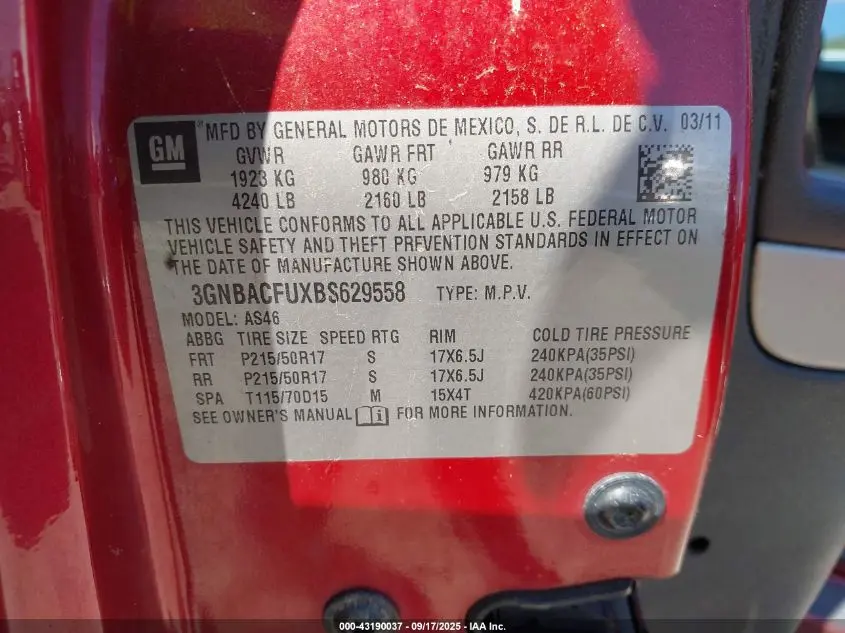 GM ® MFD BY GENERAL MOTORS DE MEXICO, S. DE R.L. DE C.V. 03/11
GVWR GAWR FRT GAWR RR
1923 KG 980 KG 979 KG
4240 LB 2160 LB 2158 LB
THIS VEHICLE CONFORMS TO ALL APPLICABLE U.S. FEDERAL MOTOR
VEHICLE SAFETY AND THEFT PREVENTION STANDARDS IN EFFECT ON
THE DATE OF MANUFACTURE SHOWN ABOVE.
3GNBACFUXBS629558 TYPE: M.P.V.
MODEL: AS46
ABBG TIRE SIZE SPEED RTG RIM COLD TIRE PRESSURE
FRT P215/50R17 S 17X6.5J 240KPA(35PSI)
RR P215/50R17 S 17X6.5J 240KPA(35PSI)
SPA T115/70D15 M 15X4T 420KPA(60PSI)
SEE OWNER'S MANUAL FOR MORE INFORMATION.
000-43190037 - 09/17/2025 - IAA Inc.